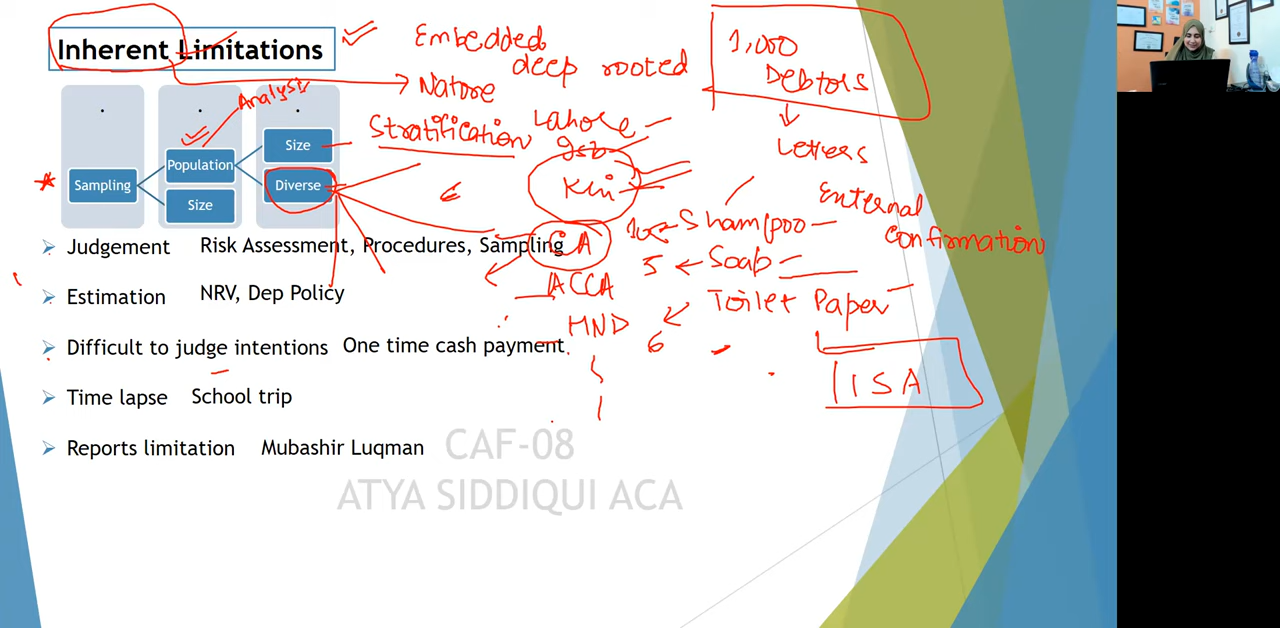 Inherent Limitations
Embedded
deep rooted
Nature
1,000
Debtors
Letters
Analysis
Stratification
Lahore
Isb
Khi
Sampling
Population
Size
Size
Diverse
External
confirmation
Shampoo
5
Soap
Toilet Paper
6
CA
ACCA
HND
ISA
Judgement Risk Assessment, Procedures, Sampling
Estimation NRV, Dep Policy
Difficult to judge intentions One time cash payment
Time lapse School trip
Reports limitation Mubashir Luqman
CAF-08
ATYA SIDDIQUI ACA